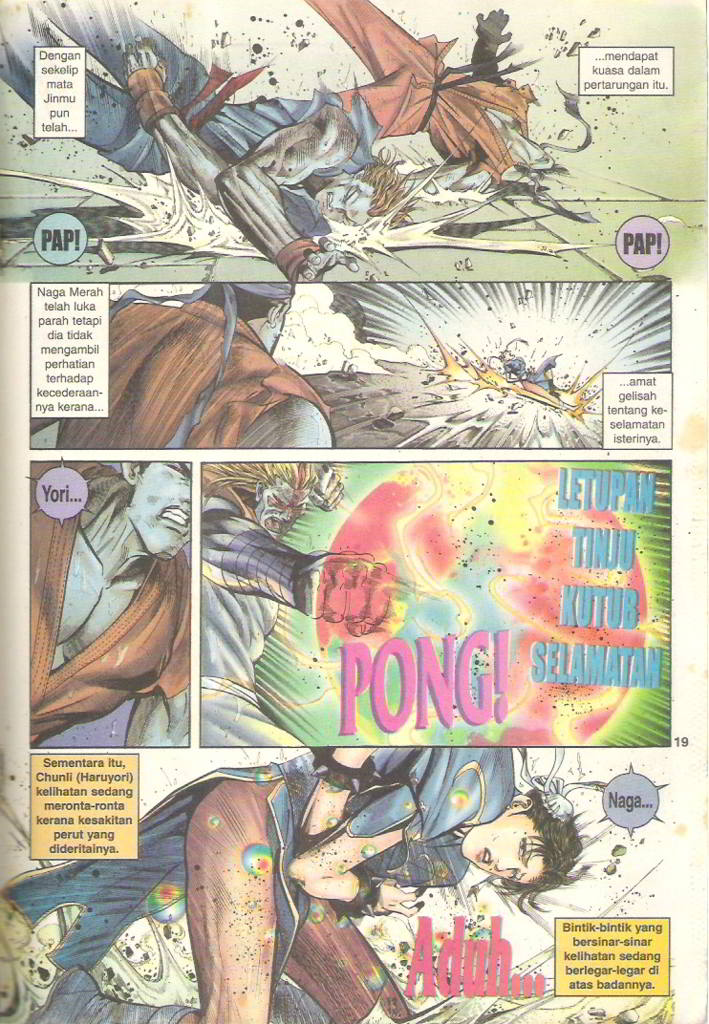 Dengan
sekelip
mata
Jinmu
pun
telah...
...mendapat
kuasa dalam
pertarungan itu.
PAP!
PAP!
Naga Merah
telah luka
parah tetapi
dia tidak
mengambil
perhatian
terhadap
kecederaan-
nya kerana...
...amat
gelisah
tentang ke-
selamatan
isterinya.
Yori...
LETUPAN
TINJU
KUTUB
SELAMATAN
PONG!
19
Sementara itu,
Chunli (Haruyori)
kelihatan sedang
meronta-ronta
kerana kesakitan
perut yang
dideritainya.
Naga...
Aduh...
Bintik-bintik yang
bersinar-sinar
kelihatan sedang
berlegar-legar di
atas badannya.